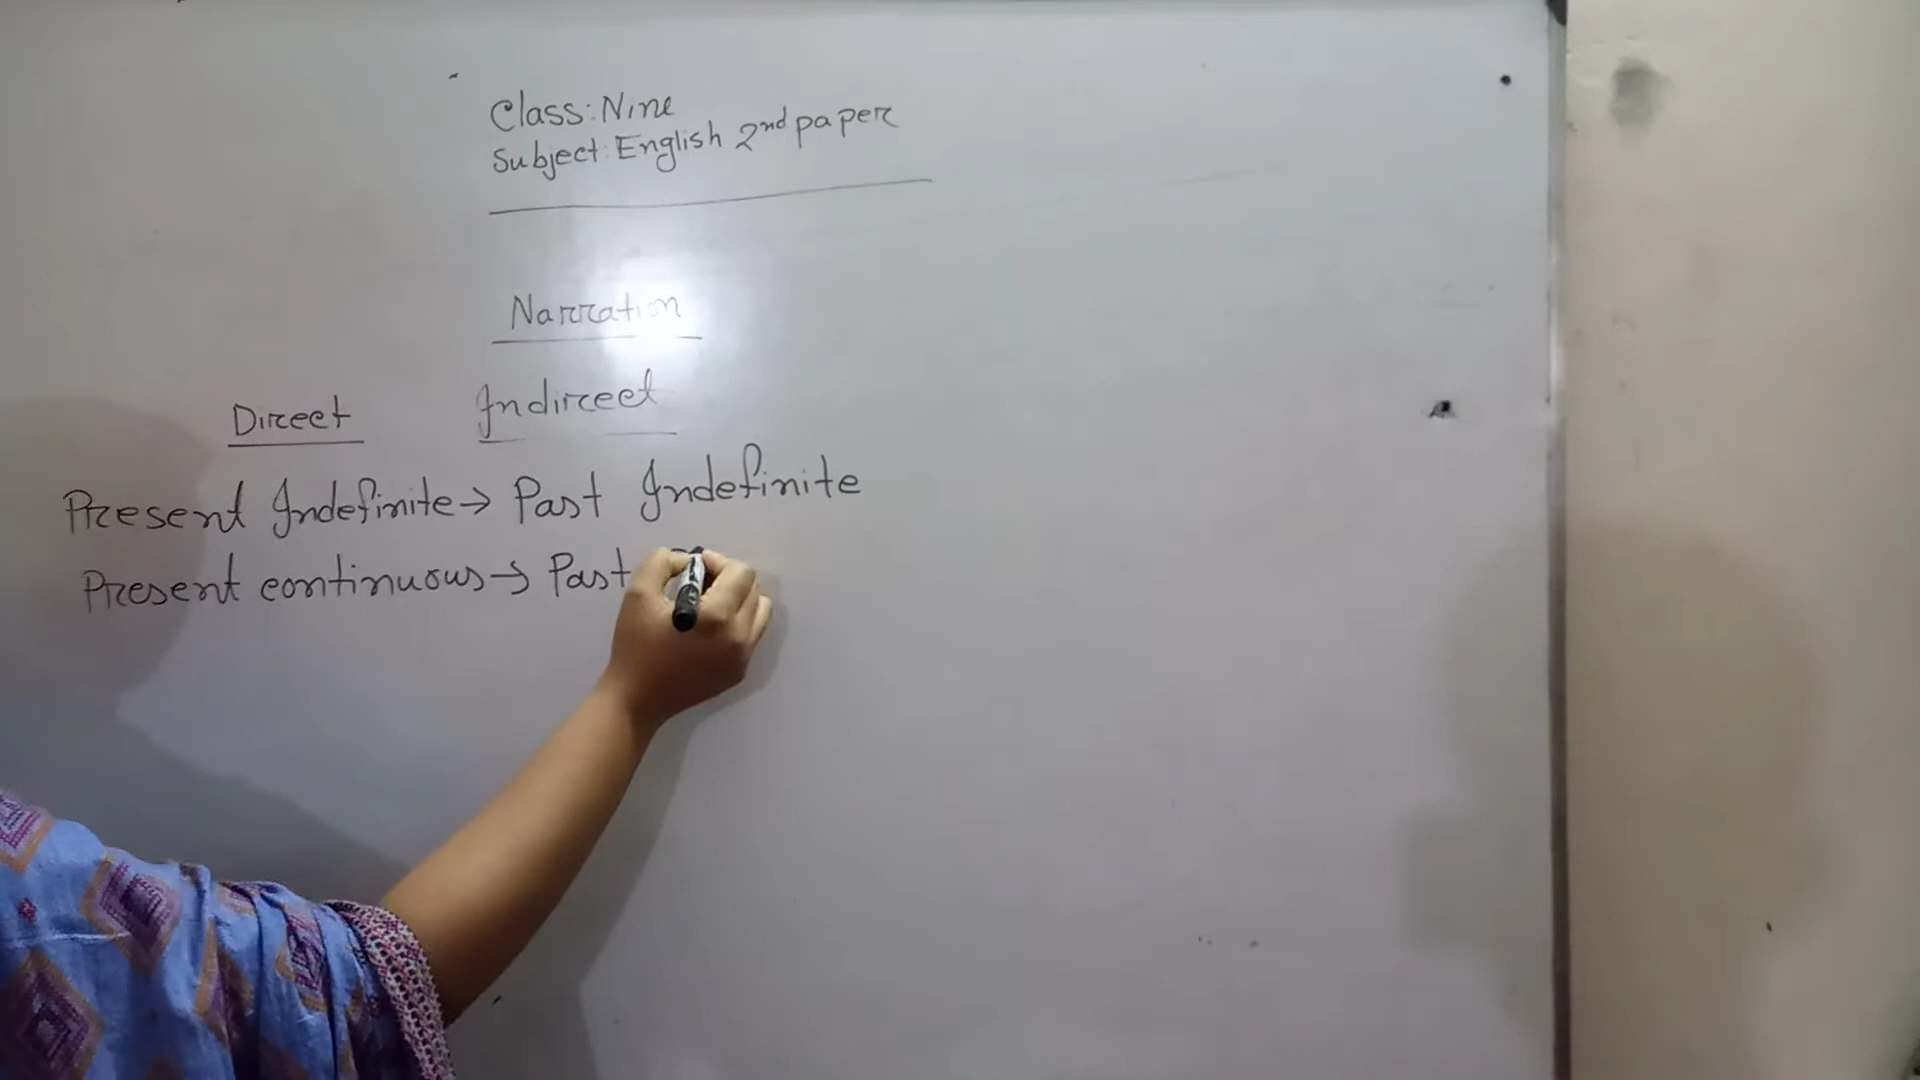 Class: Nine
Subject: English 2nd paper
Narration
Direct Indirect
Present Indefinite → Past Indefinite
Present continuous → Past